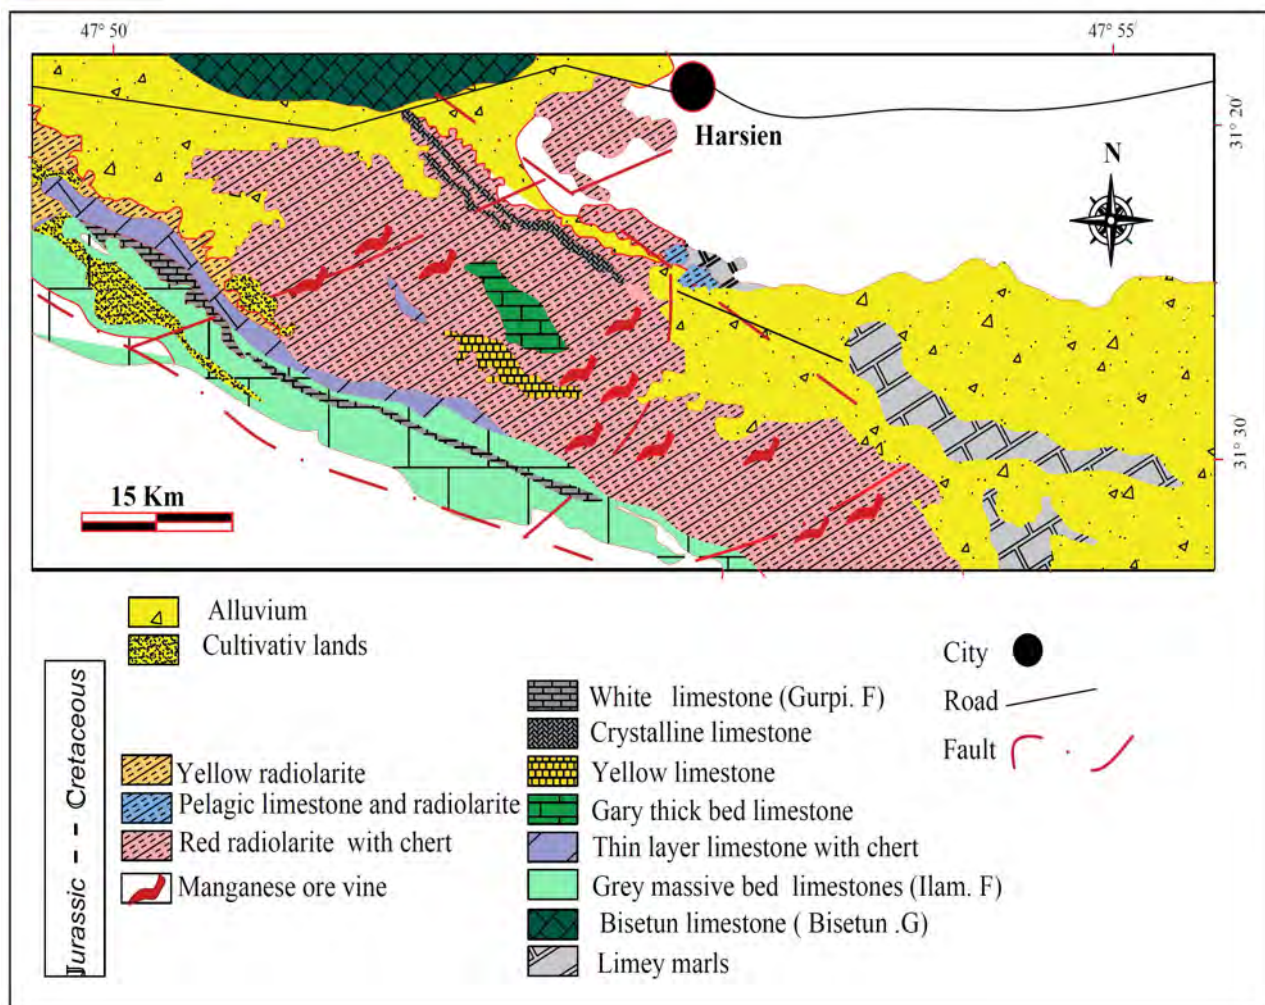 47° 50′
47° 55′
Harsien
31° 20′
N
31° 30′
15 Km
Alluvium
Cultivativ lands
Jurassic - - Cretaceous
Yellow radiolarite
Pelagic limestone and radiolarite
Red radiolarite with chert
Manganese ore vine
White limestone (Gurpi. F)
Crystalline limestone
Yellow limestone
Gary thick bed limestone
Thin layer limestone with chert
Grey massive bed limestones (Ilam. F)
Bisetun limestone ( Bisetun .G)
Limey marls
City
Road
Fault